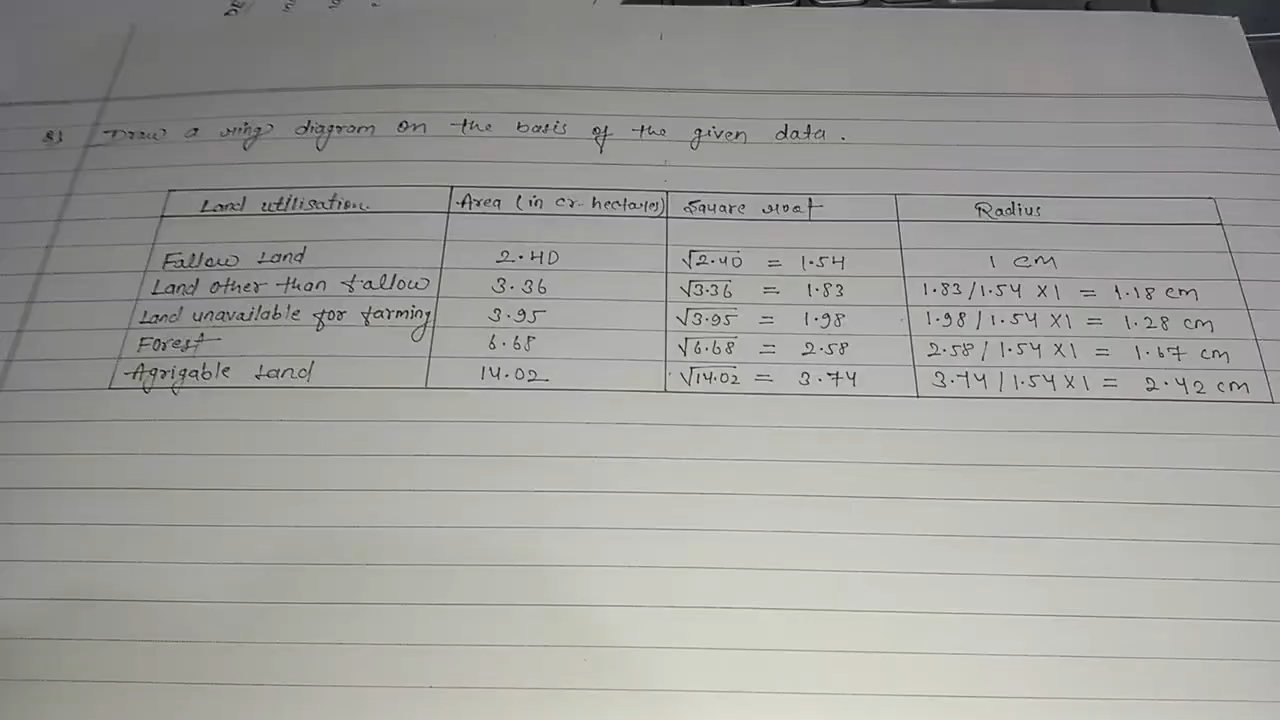 Draw a ring diagram on the basis of the given data.
Land utilisation. Area (in cr. hectares) Square root Radius
Fallow Land 2.40 √2.40 = 1.54 1 cm
Land other than fallow 3.36 √3.36 = 1.83 1.83/1.54 X1 = 1.18 cm
Land unavailable for farming 3.95 √3.95 = 1.98 1.98/1.54 X1 = 1.28 cm
Forest 6.68 √6.68 = 2.58 2.58/1.54 X1 = 1.67 cm
Agrigable Land 14.02 √14.02 = 3.74 3.74/1.54 X1 = 2.42 cm